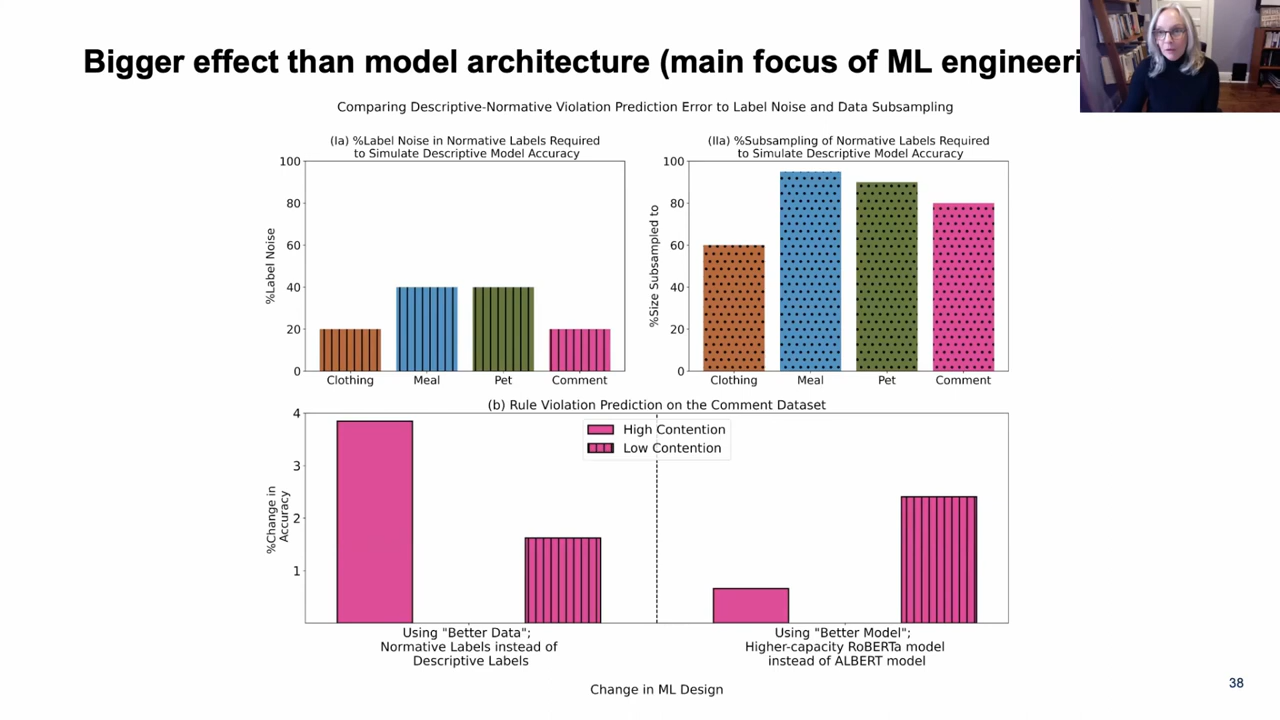 Bigger effect than model architecture (main focus of ML engineeri
Comparing Descriptive-Normative Violation Prediction Error to Label Noise and Data Subsampling
(Ia) %Label Noise in Normative Labels Required
to Simulate Descriptive Model Accuracy
100
80
60
40
20
0
%Label Noise
Clothing
Meal
Pet
Comment
(IIa) %Subsampling of Normative Labels Required
to Simulate Descriptive Model Accuracy
100
80
60
40
20
0
%Size Subsampled to
Clothing
Meal
Pet
Comment
(b) Rule Violation Prediction on the Comment Dataset
4
3
2
1
%Change in
Accuracy
High Contention
Low Contention
Using "Better Data";
Normative Labels instead of
Descriptive Labels
Using "Better Model";
Higher-capacity RoBERTa model
instead of ALBERT model
Change in ML Design
38